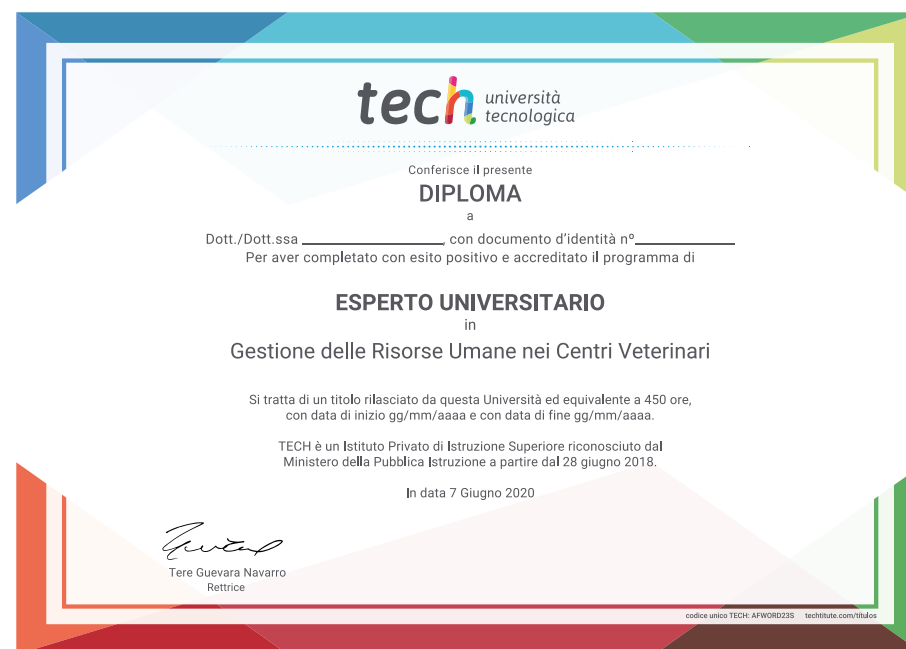 tech università
tecnologica
Conferisce il presente
DIPLOMA
a
Dott./Dott.ssa ____________________, con documento d'identità nº______________
Per aver completato con esito positivo e accreditato il programma di
ESPERTO UNIVERSITARIO
in
Gestione delle Risorse Umane nei Centri Veterinari
Si tratta di un titolo rilasciato da questa Università ed equivalente a 450 ore,
con data di inizio gg/mm/aaaa e con data di fine gg/mm/aaaa.
TECH è un Istituto Privato di Istruzione Superiore riconosciuto dal
Ministero della Pubblica Istruzione a partire dal 28 giugno 2018.
In data 7 Giugno 2020
Tere Guevara Navarro
Rettrice
codice unico TECH: AFWORD23S techtitute.com/titulos